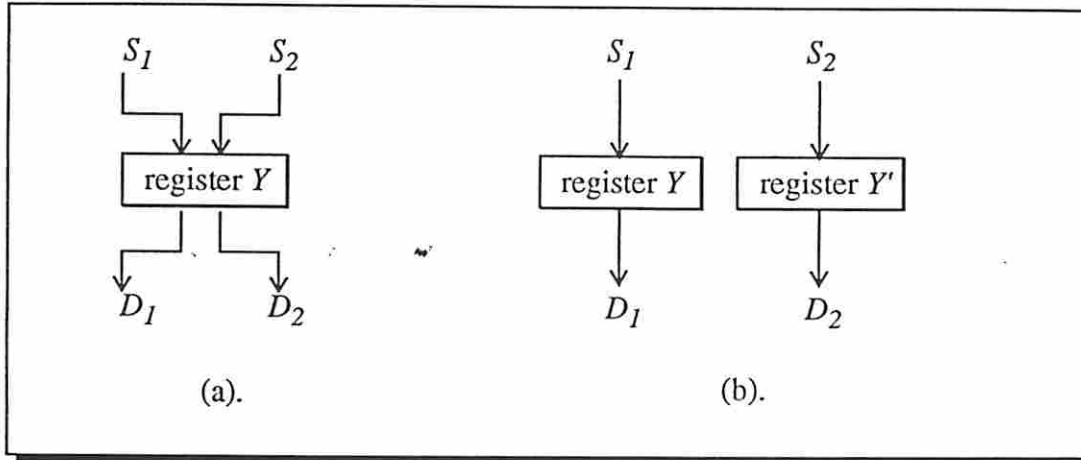 S1 S2 S1 S2
register Y register Y register Y'
D1 D2 D1 D2
(a). (b).